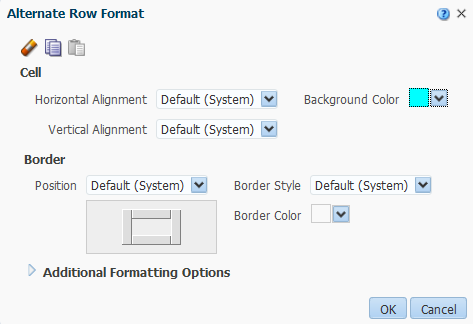 Alternate Row Format
Cell
Horizontal Alignment Default (System) Background Color
Vertical Alignment Default (System)
Border
Position Default (System) Border Style Default (System)
Border Color
Additional Formatting Options
OK Cancel